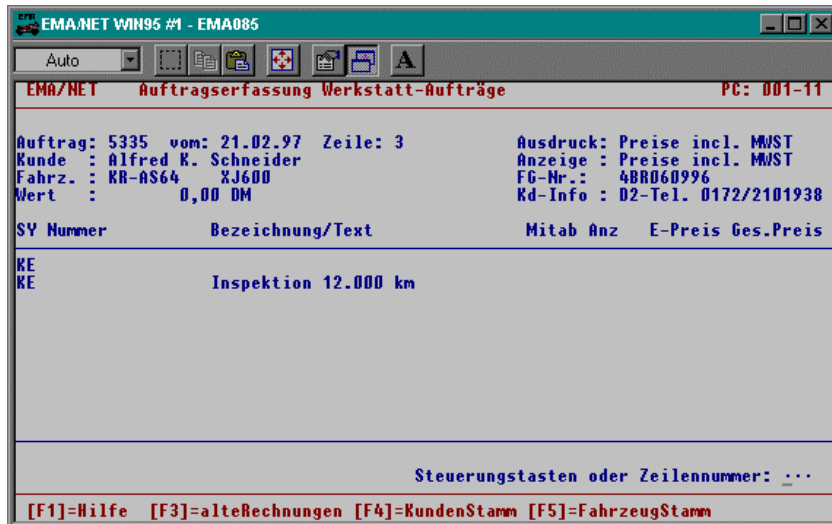 EMA/NET WIN95 #1 - EMA085
Auto
A
EMA/NET Auftragserfassung Werkstatt-Aufträge PC: 001-11
Auftrag: 5335 vom: 21.02.97 Zeile: 3 Ausdruck: Preise incl. MWST
Kunde : Alfred K. Schneider Anzeige : Preise incl. MWST
Fahrz. : KR-AS64 XJ600 FG-Nr.: 4BR060996
Wert : 0,00 DM Kd-Info : D2-Tel. 0172/2101938
SY Nummer Bezeichnung/Text Mitab Anz E-Preis Ges.Preis
KE
KE Inspektion 12.000 km
Steuerungstasten oder Zeilennummer: _..
[F1]=Hilfe [F3]=alteRechnungen [F4]=KundenStamm [F5]=FahrzeugStamm